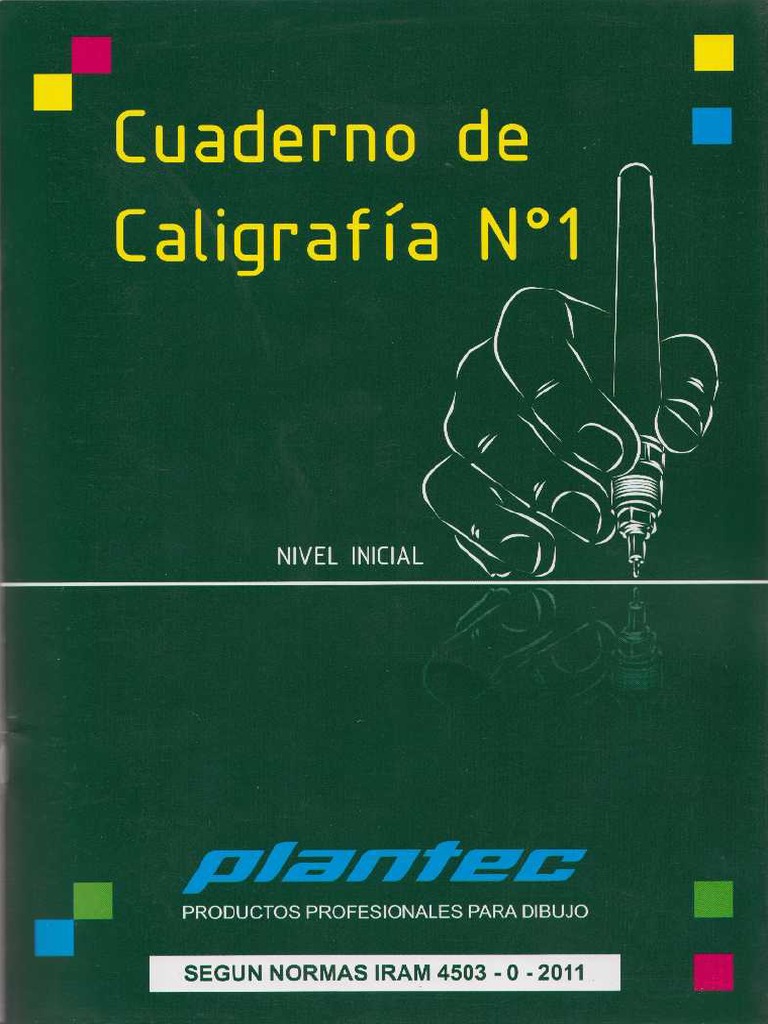 Cuaderno de
Caligrafía N°1
NIVEL INICIAL
plantec
PRODUCTOS PROFESIONALES PARA DIBUJO
SEGUN NORMAS IRAM 4503 - 0 - 2011